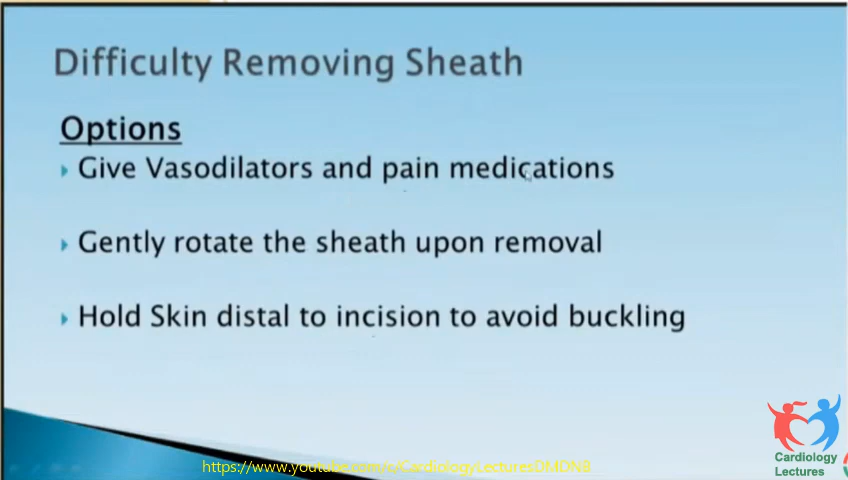 Difficulty Removing Sheath
Options
Give Vasodilators and pain medications
Gently rotate the sheath upon removal
Hold Skin distal to incision to avoid buckling
Cardiology
Lectures
https://www.youtube.com/c/CardiologyLecturesDMDNB